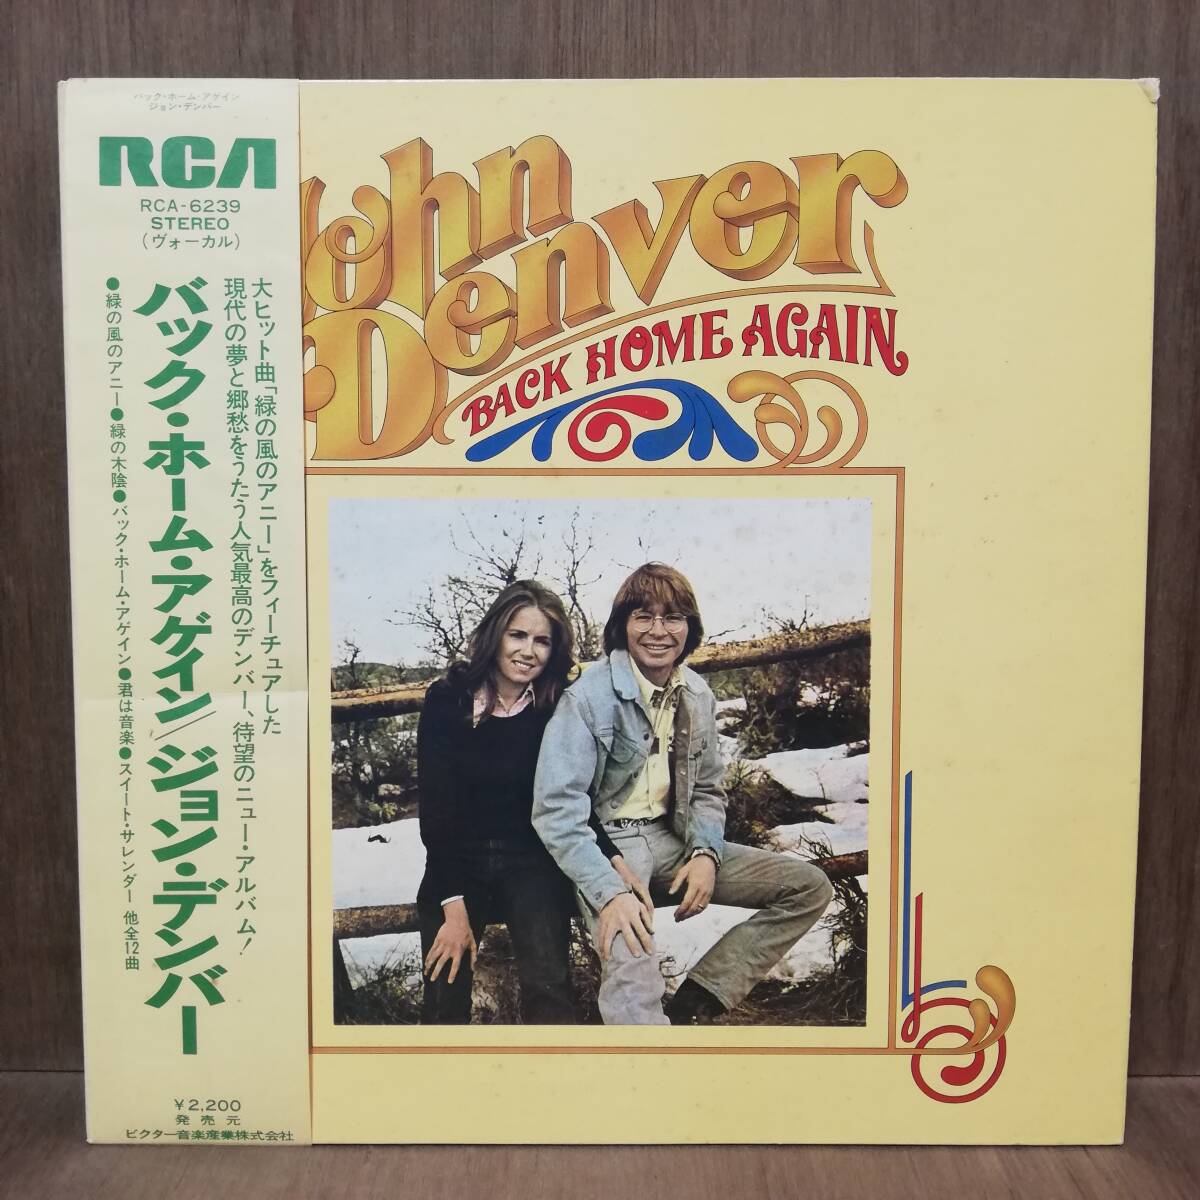 バック・ホーム・アゲイン
ジョン・デンバー
RCA
RCA-6239
STEREO
(ヴォーカル)
大ヒット曲「緑の風のアニー」をフィーチュアした
現代の夢と郷愁をうたう人気最高のデンバー、待望のニュー・アルバム!
バック・ホーム・アゲイン/ジョン・デンバー
●緑の風のアニー●緑の木陰●バック・ホーム・アゲイン●君は音楽●スイート・サレンダー 他全12曲
¥2,200
発売元
ビクター音楽産業株式会社
John
Denver
BACK HOME AGAIN